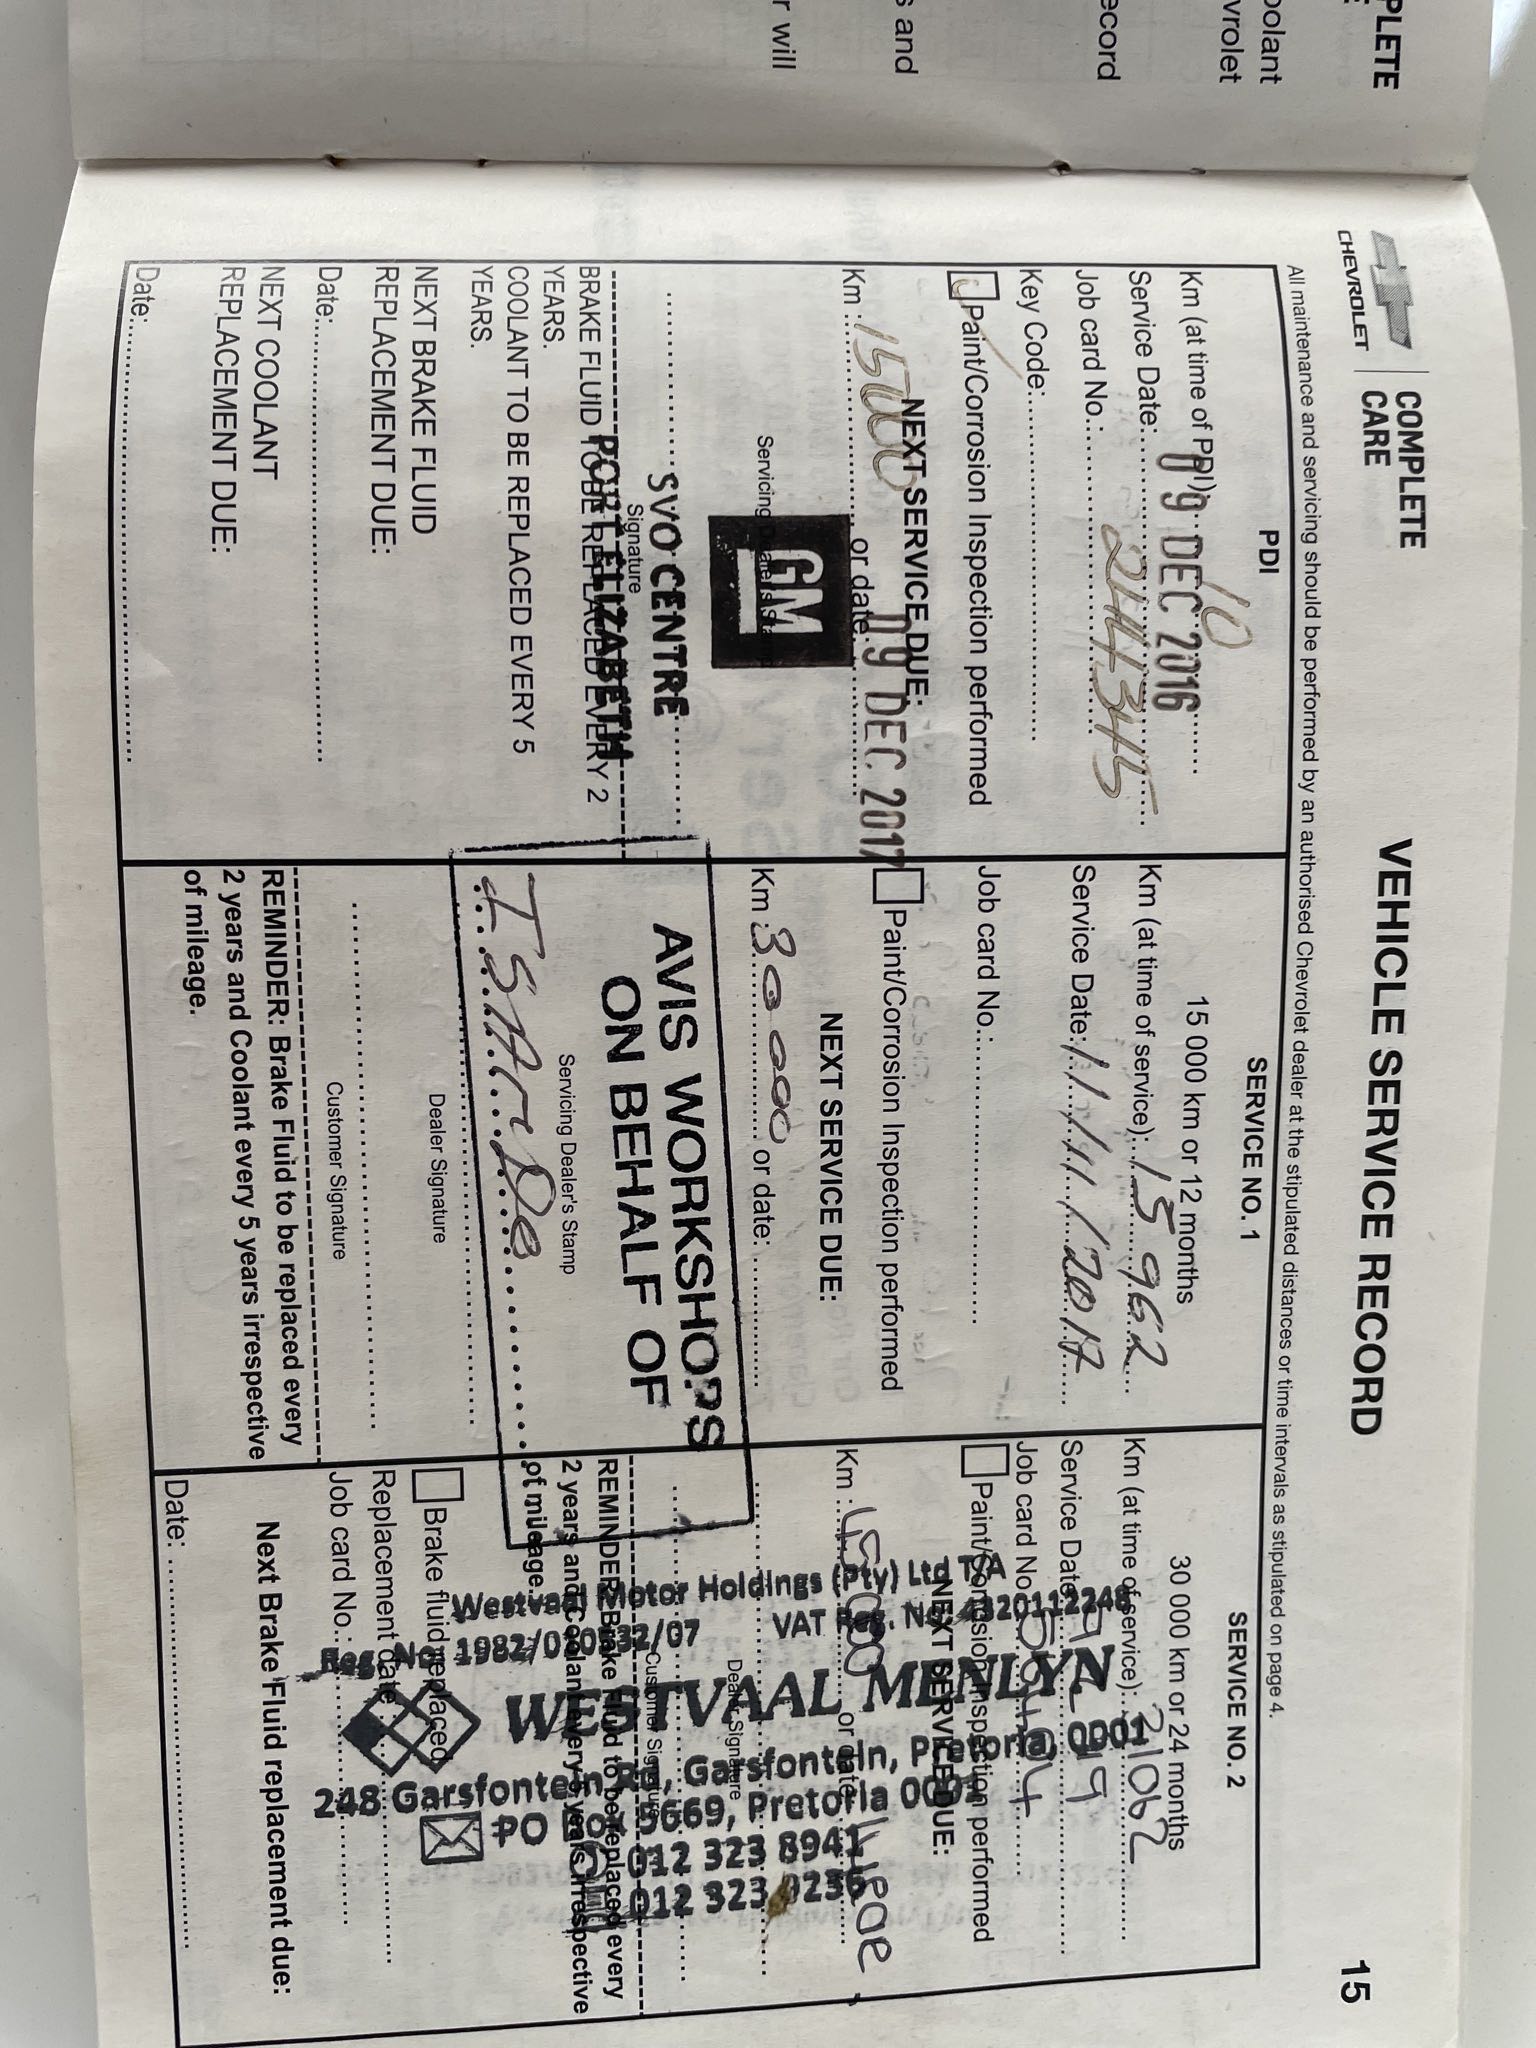 PLETE
E
oolant
vrolet
ecord
s and
r will
CHEVROLET
COMPLETE
CARE
VEHICLE SERVICE RECORD
15
All maintenance and servicing should be performed by an authorised Chevrolet dealer at the stipulated distances or time intervals as stipulated on page 4.
PDI
Km (at time of PDI): 10
Service Date: 09 DEC 2016
Job card No.: 244345
Key Code:
Paint/Corrosion Inspection performed
NEXT SERVICE DUE:
Km : 15000 or date: 09 DEC 2017
GM
Servicing Dealer's Stamp
SVO CENTRE
Signature
PORT ELIZABETH
BRAKE FLUID TO BE REPLACED EVERY 2
YEARS.
COOLANT TO BE REPLACED EVERY 5
YEARS.
NEXT BRAKE FLUID
REPLACEMENT DUE:
Date:
NEXT COOLANT
REPLACEMENT DUE:
Date:
SERVICE NO. 1
15 000 km or 12 months
Km (at time of service): 15 962
Service Date: 11/11/2017
Job card No.:
Paint/Corrosion Inspection performed
NEXT SERVICE DUE:
Km : 30 000 or date:
AVIS WORKSHOPS
ON BEHALF OF
Servicing Dealer's Stamp
Dealer Signature
Customer Signature
REMINDER: Brake Fluid to be replaced every
2 years and Coolant every 5 years irrespective
of mileage.
SERVICE NO. 2
30 000 km or 24 months
Km (at time of service): 31062
Service Date:
Job card No.
Paint/Corrosion Inspection performed
NEXT SERVICE DUE:
Km : 45000 or date: 1 year
Westvaal Motor Holdings (Pty) Ltd T/A
VAT Reg. No. 4320112248
WESTVAAL MENLYN
248 Garsfontein Rd, Garsfontein, Pretoria, 0001
PO Box 5669, Pretoria 0001
012 323 8941
012 323 9236
Dealer Signature
Customer Signature
REMINDER: Brake Fluid to be replaced every
2 years and Coolant every 5 years irrespective
of mileage.
Brake fluid replaced
Replacement date:
Job card No.
Next Brake Fluid replacement due:
Date: